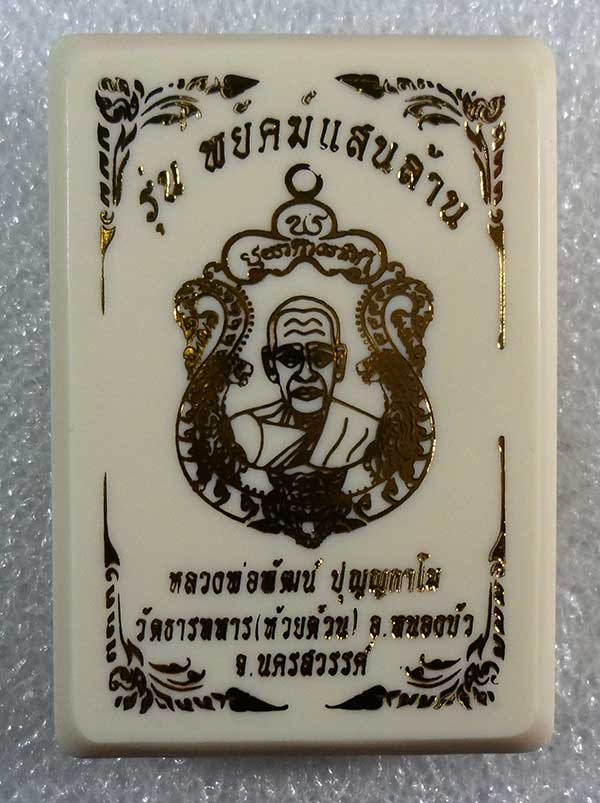 รุ่น พยัคฆ์แสนล้าน
หลวงพ่อพัฒน์ ปุญญกาโม
วัดธารทหาร(ห้วยด้วน) อ.หนองบัว
จ.นครสวรรค์